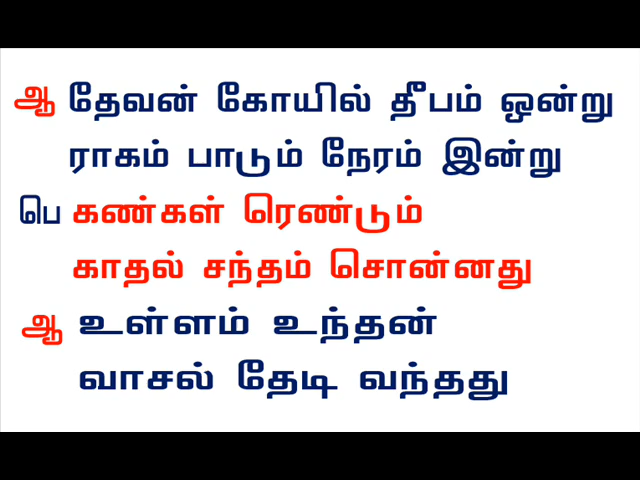 ஆ தேவன் கோயில் தீபம் ஒன்று
ராகம் பாடும் நேரம் இன்று
பெ கண்கள் ரெண்டும்
காதல் சந்தம் சொன்னது
ஆ உள்ளம் உந்தன்
வாசல் தேடி வந்தது